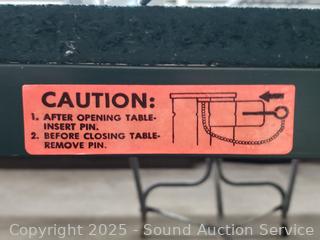 CAUTION:
1. AFTER OPENING TABLE-
INSERT PIN.
2. BEFORE CLOSING TABLE-
REMOVE PIN.
Copyright 2025 - Sound Auction Service